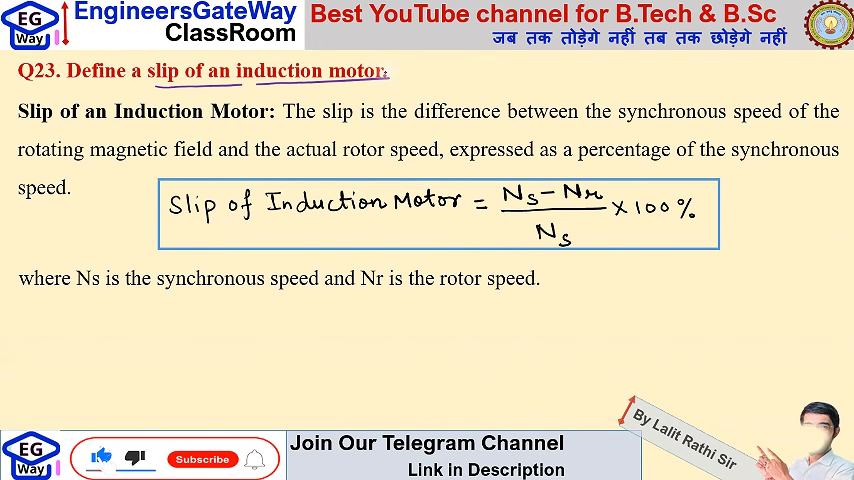 EG
Way
EngineersGateWay
ClassRoom
Best YouTube channel for B.Tech & B.Sc
जब तक तोड़ेगे नहीं तब तक छोड़ेगे नहीं
Q23. Define a slip of an induction motor.
Slip of an Induction Motor: The slip is the difference between the synchronous speed of the
rotating magnetic field and the actual rotor speed, expressed as a percentage of the synchronous
speed.
Slip of Induction Motor = Ns - Nr / Ns × 100%
where Ns is the synchronous speed and Nr is the rotor speed.
By Lalit Rathi Sir
EG
Way
Subscribe
Join Our Telegram Channel
Link in Description